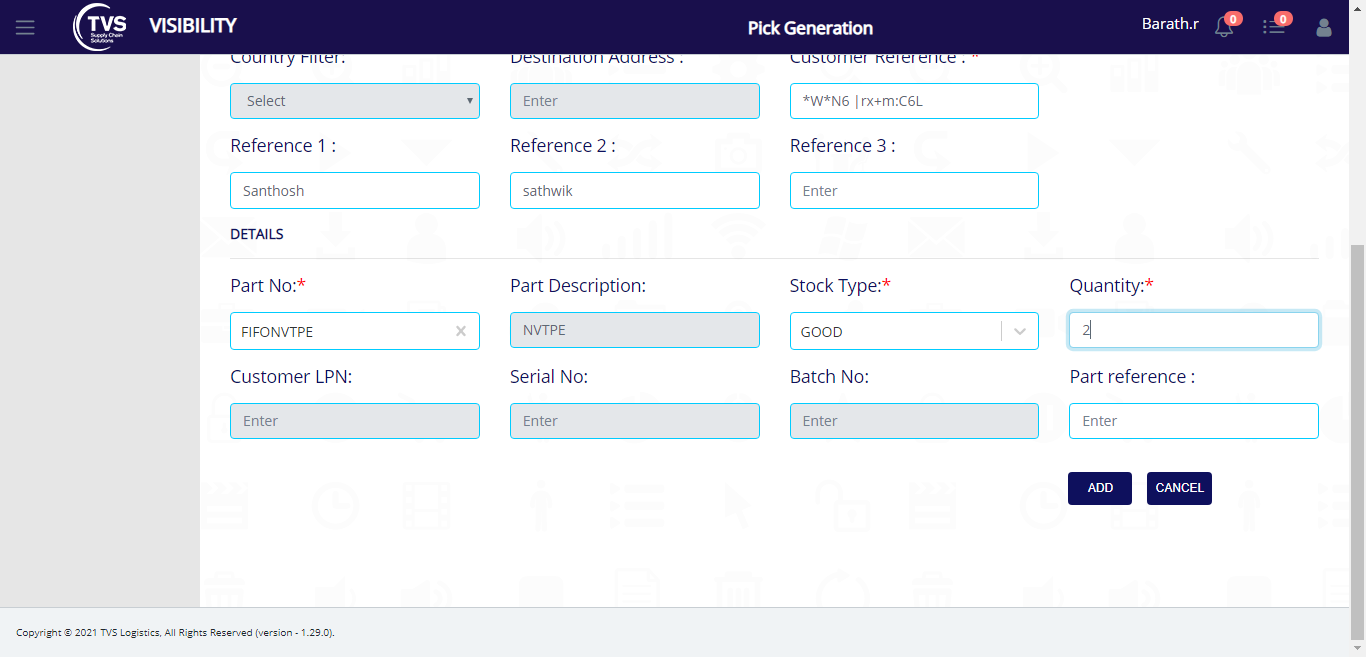 TVS
Supply Chain
Solutions
VISIBILITY
Pick Generation
Barath.r
0
0
Country Filter:
Destination Address :
Customer Reference : *
Select
Enter
*W*N6 |rx+m:C6L
Reference 1 :
Reference 2 :
Reference 3 :
Santhosh
sathwik
Enter
DETAILS
Part No:*
Part Description:
Stock Type:*
Quantity:*
FIFONVTPE
NVTPE
GOOD
2
Customer LPN:
Serial No:
Batch No:
Part reference :
Enter
Enter
Enter
Enter
ADD
CANCEL
Copyright © 2021 TVS Logistics, All Rights Reserved (version - 1.29.0).